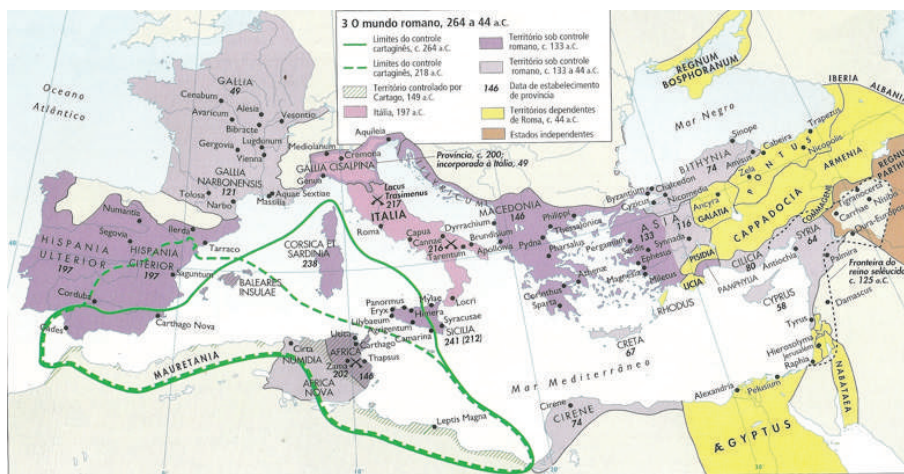 3 O mundo romano, 264 a 44 a.C.
Limites do controle
cartaginês, c. 264 a.C.
Limites do controle
cartaginês, 218 a.C.
Território controlado por
Cartago, 149 a.C.
Itália, 197 a.C.
Território sob controle
romano, c. 133 a.C.
Território sob controle
romano, c. 133 a 44 a.C.
146 Data de estabelecimento
de província
Territórios dependentes
de Roma, c. 44 a.C.
Estados independentes
Oceano
Atlântico
GALLIA
49
Cenabum
Avaricum
Alesia
Vesontio
Bibracte
Gergovia
Lugdunum
Vienna
GALLIA
NARBONENSIS
121
Tolosa
Narbo
Aquae Sextiae
Massilia
Mediolanum
Cremona
GALLIA CISALPINA
Genua
Aquileia
Província, c. 200;
incorporada à Itália, 49
ILLYRICUM
Lacus
Trasimenus
217
ITALIA
Roma
Capua
Cannae
216
Tarentum
Brundisium
Dyrrachium
Apollonia
Locri
CORSICA ET
SARDINIA
238
Numantia
Segovia
Ilerda
Tarraco
HISPANIA
ULTERIOR
197
HISPANIA
CITERIOR
197
Saguntum
Corduba
Gades
Carthago Nova
BALEARES
INSULAE
MAURETANIA
Panormus
Eryx
Lilybaeum
Agrigentum
Camarina
Mylae
Himera
Syracusae
SICILIA
241 (212)
Cirta
NUMIDIA
Utica
Carthago
AFRICA
Thapsus
Zama
202
146
AFRICA
NOVA
Leptis Magna
Mar Mediterrâneo
MACEDONIA
146
Philippi
Thessalonice
Pydna
Pharsalus
Athenae
Corinthus
Sparta
CRETA
67
Cirene
CIRENE
74
REGNUM
BOSPHORANUM
Mar Negro
IBERIA
ALBANIA
Sinope
Trapezus
Cabeira
Amisus
Nicopolis
Zela
PONTUS
BITHYNIA
74
Byzantium
Chalcedon
Nicomedia
Cyzicus
Ancyra
GALATIA
CAPPADOCIA
ARMENIA
COMMAGENE
ASIA
133
116
Pergamum
Sardis
Synnada
Ephesus
Magnesia
Miletus
PISIDIA
LICIA
RHODUS
CILICIA
80
PAMPHYLIA
CYPRUS
58
SYRIA
64
Antiochia
Tigranocerta
Carrhae
Nisibis
Dura-Europos
Palmira
Fronteira do
reino selêucida,
c. 125 a.C.
Damascus
Tyrus
Hierosolyma
Jerusalem
Raphia
NABATAEA
Alexandria
Pelusium
ÆGYPTUS